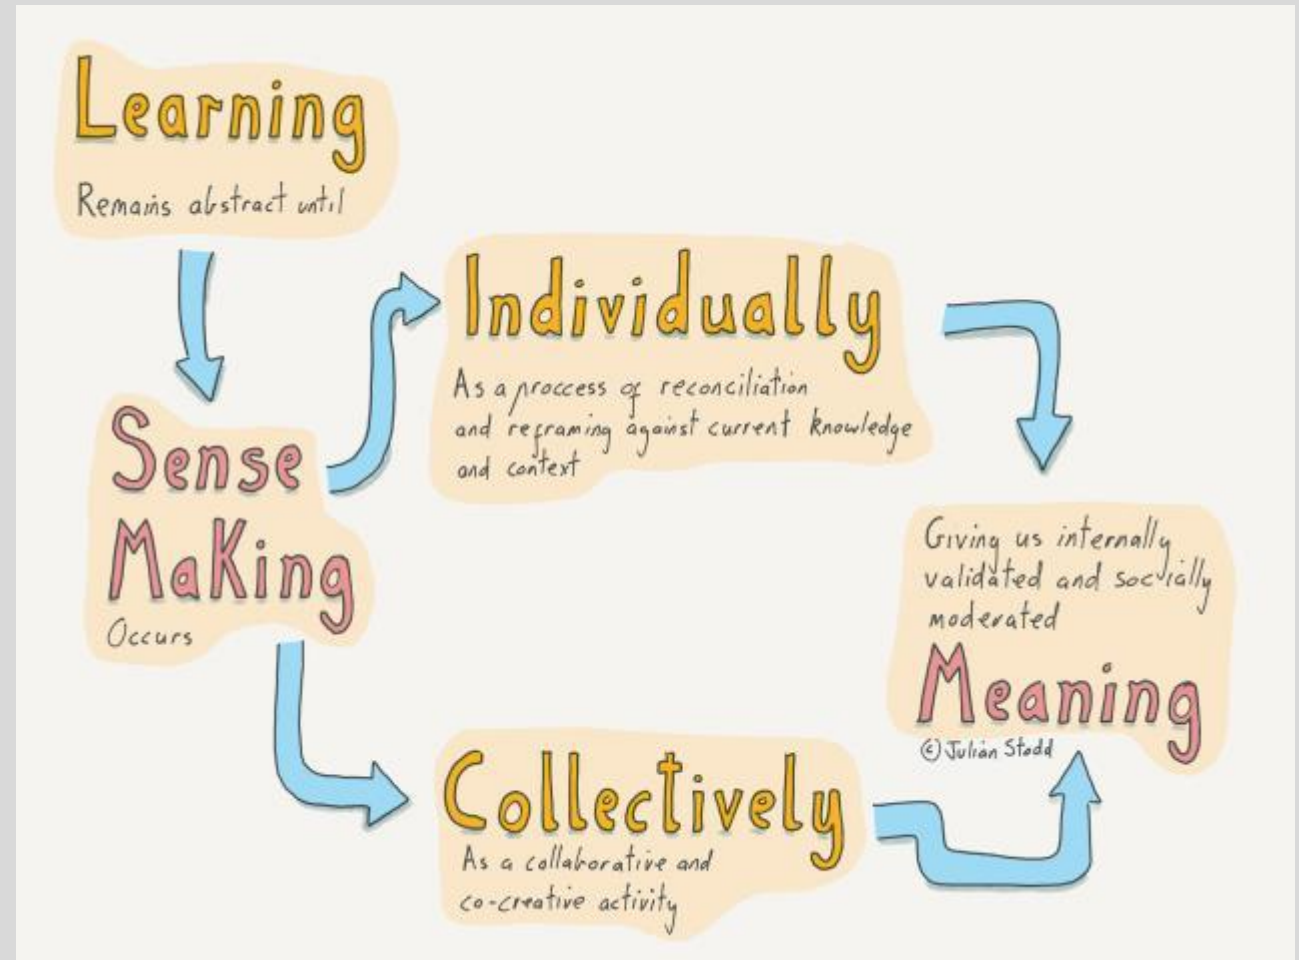 Learning
Remains abstract until
Sense
MaKing
Occurs
Individually
As a proccess of reconciliation
and reframing against current knowledge
and context
Collectively
As a collaborative and
co-creative activity
Giving us internally
validated and socially
moderated
Meaning
© Julian Stodd